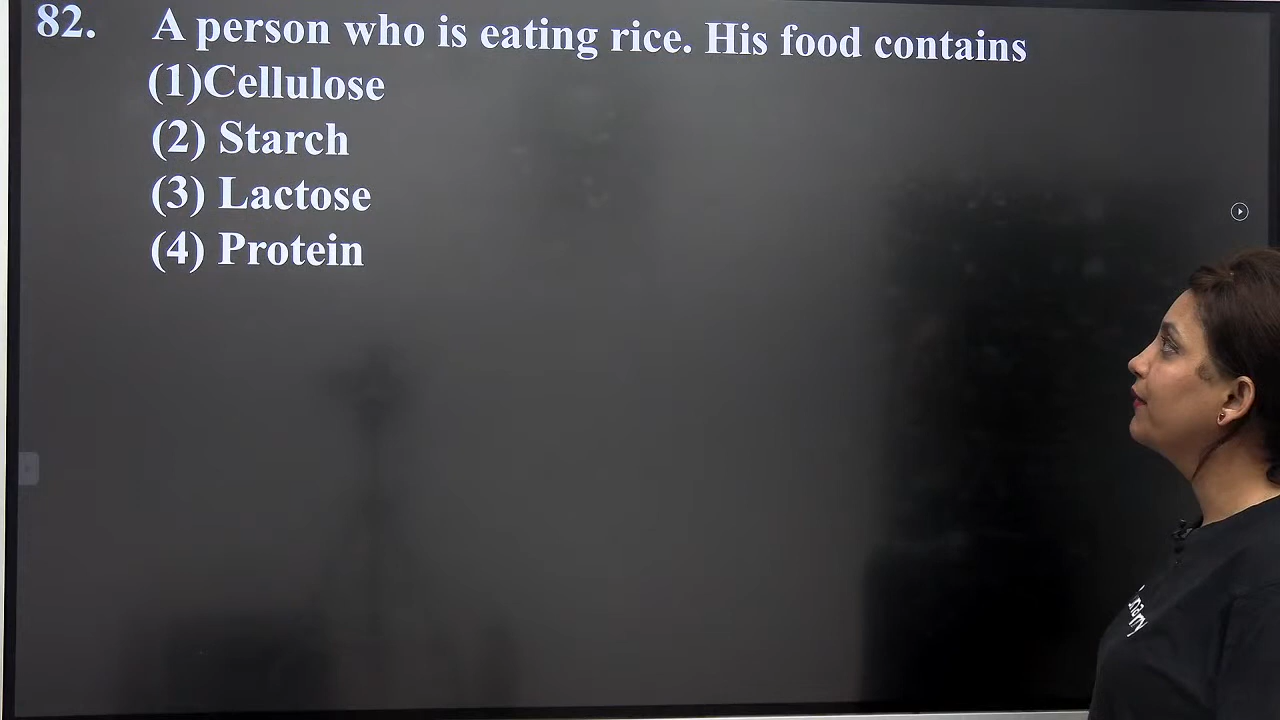 82. A person who is eating rice. His food contains
(1)Cellulose
(2) Starch
(3) Lactose
(4) Protein